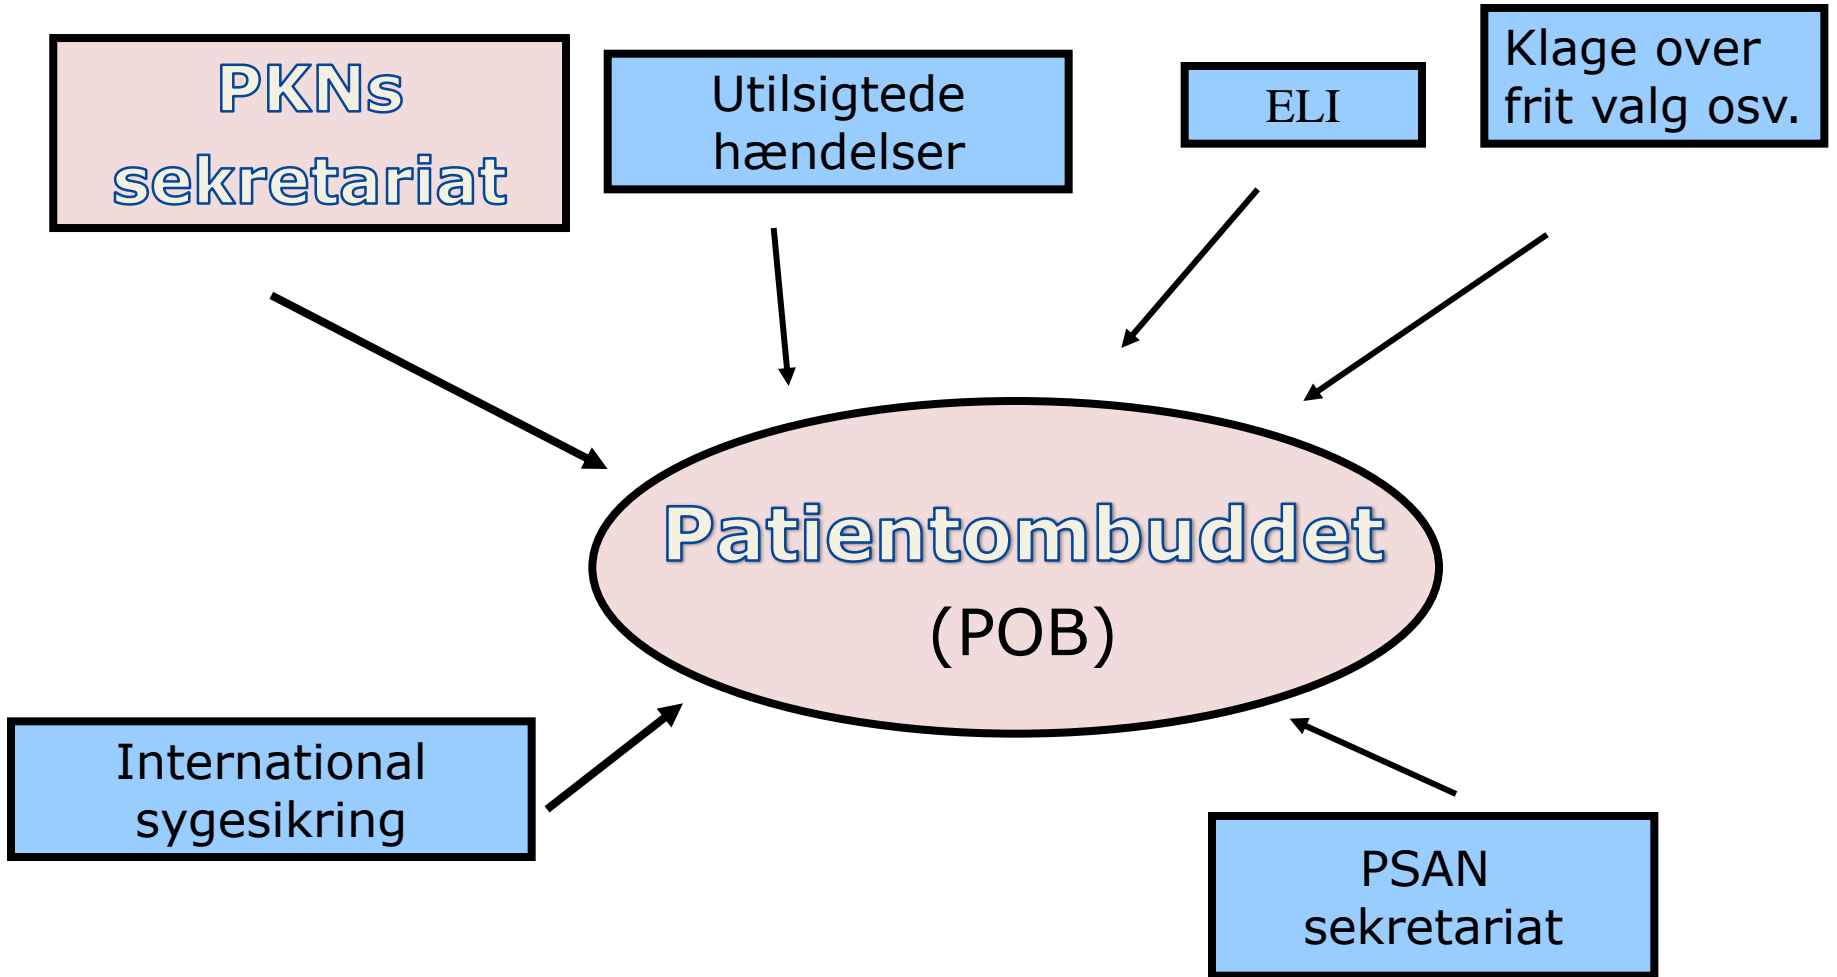 PKNs
sekretariat
Utilsigtede
hændelser
ELI
Klage over
frit valg osv.
Patientombuddet
(POB)
International
sygesikring
PSAN
sekretariat